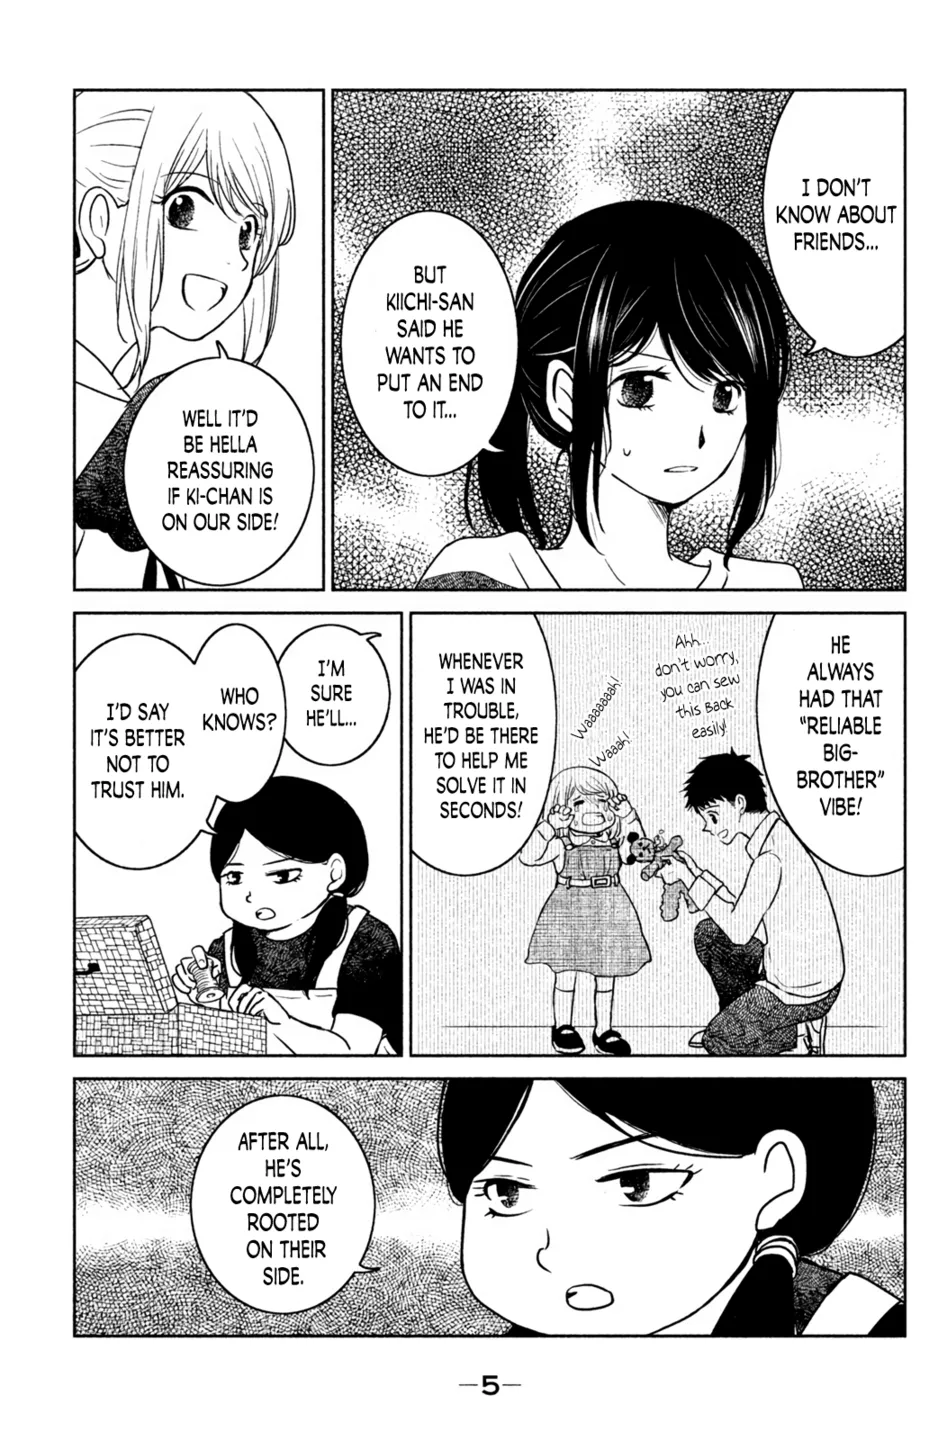 I DON'T
KNOW ABOUT
FRIENDS...
BUT
KIICHI-SAN
SAID HE
WANTS TO
PUT AN END
TO IT...
WELL IT'D
BE HELLA
REASSURING
IF KI-CHAN IS
ON OUR SIDE!
HE
ALWAYS
HAD THAT
"RELIABLE
BIG-
BROTHER"
VIBE!
Ahh...
don't worry,
you can sew
this back
easily!
Waaaaaaaah!
Waaah!
WHENEVER
I WAS IN
TROUBLE,
HE'D BE THERE
TO HELP ME
SOLVE IT IN
SECONDS!
I'M
SURE
HE'LL...
WHO
KNOWS?
I'D SAY
IT'S BETTER
NOT TO
TRUST HIM.
AFTER ALL,
HE'S
COMPLETELY
ROOTED
ON THEIR
SIDE.
—5—